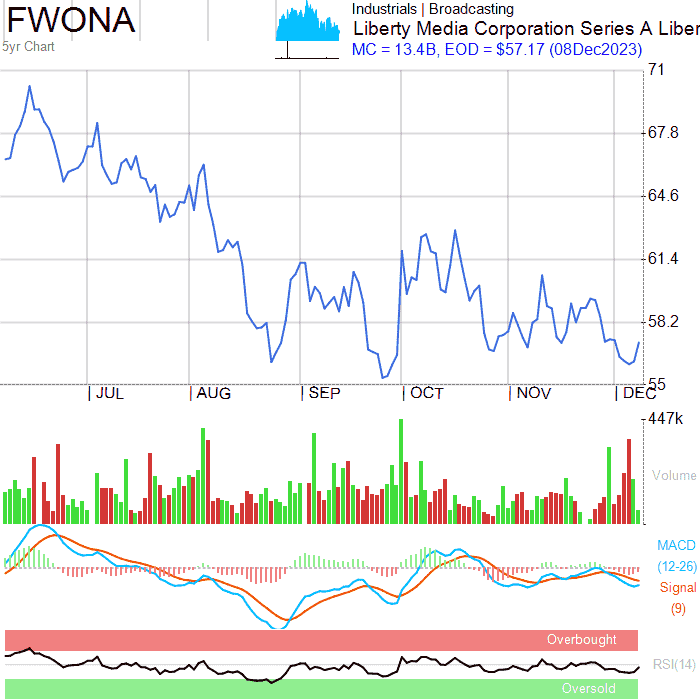 FWONA
5yr Chart
Industrials | Broadcasting
Liberty Media Corporation Series A Liber
MC = 13.4B, EOD = $57.17 (08Dec2023)
71
67.8
64.6
61.4
58.2
55
JUL AUG SEP OCT NOV DEC
447k
Volume
MACD
(12-26)
Signal
(9)
Overbought
RSI(14)
Oversold